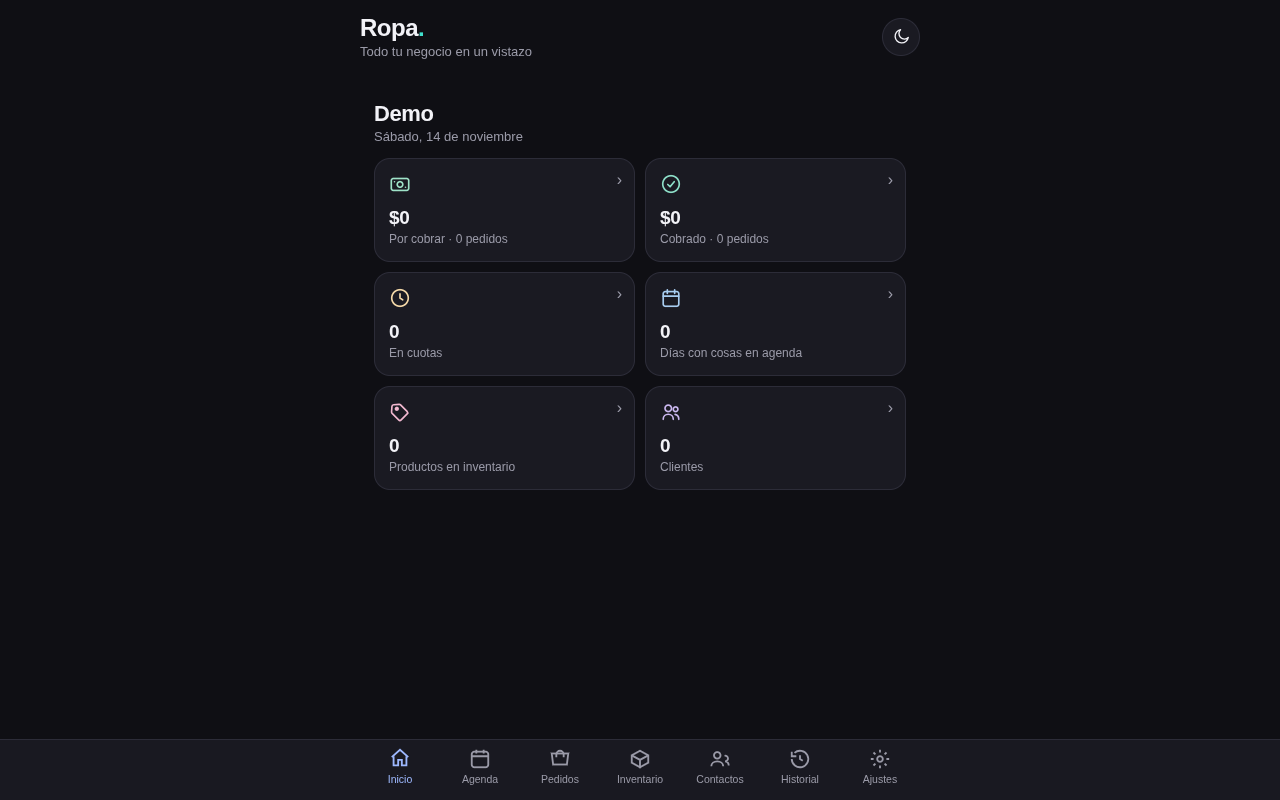 Ropa.
Todo tu negocio en un vistazo
Demo
Sábado, 14 de noviembre
$0
Por cobrar · 0 pedidos
$0
Cobrado · 0 pedidos
0
En cuotas
0
Días con cosas en agenda
0
Productos en inventario
0
Clientes
Inicio
Agenda
Pedidos
Inventario
Contactos
Historial
Ajustes